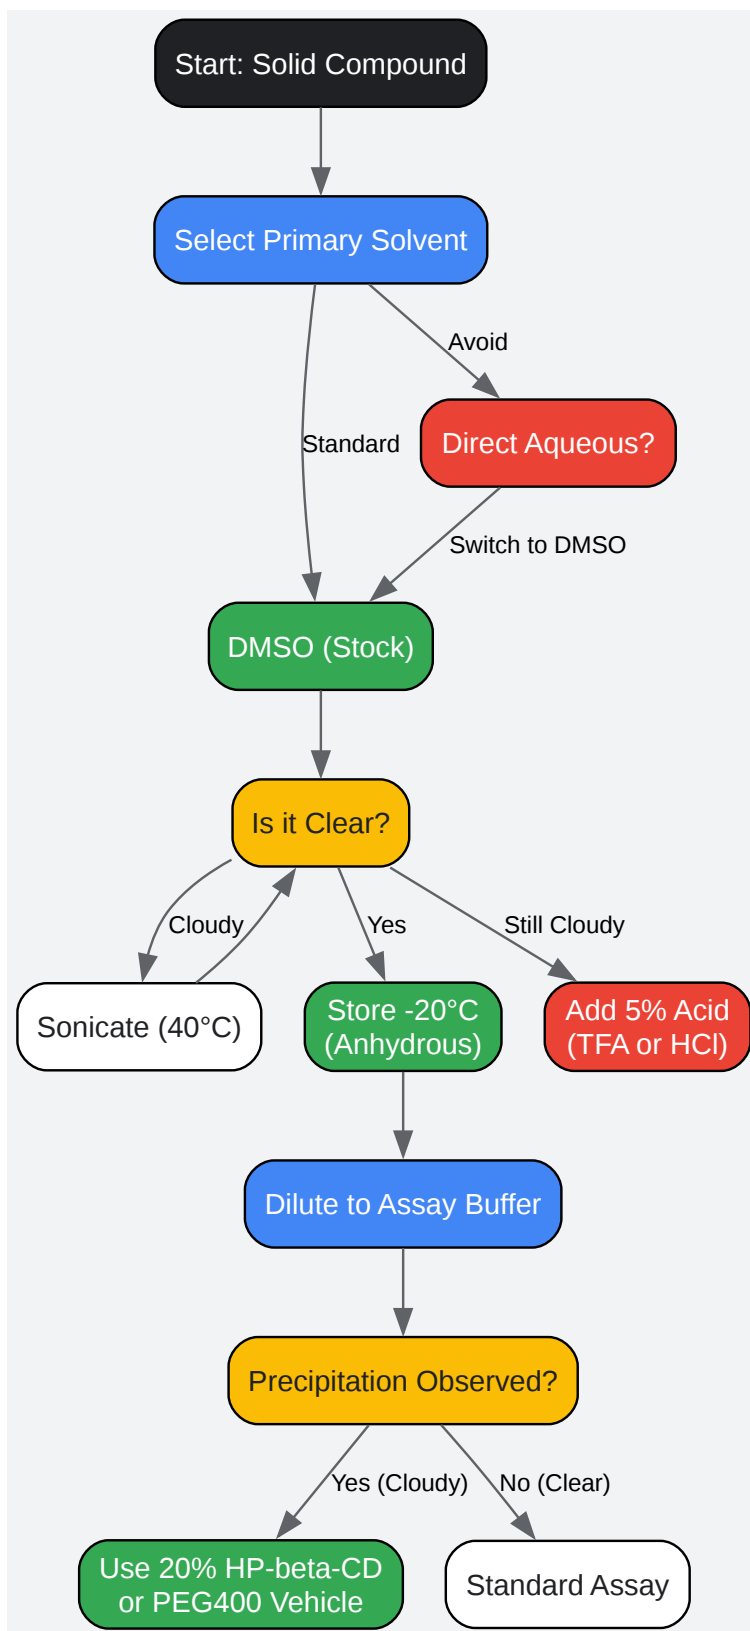 Start: Solid Compound
Select Primary Solvent
Avoid
Standard
Direct Aqueous?
Switch to DMSO
DMSO (Stock)
Is it Clear?
Cloudy
Yes
Still Cloudy
Sonicate (40°C)
Store -20°C
(Anhydrous)
Add 5% Acid
(TFA or HCl)
Dilute to Assay Buffer
Precipitation Observed?
Yes (Cloudy)
No (Clear)
Use 20% HP-beta-CD
or PEG400 Vehicle
Standard Assay